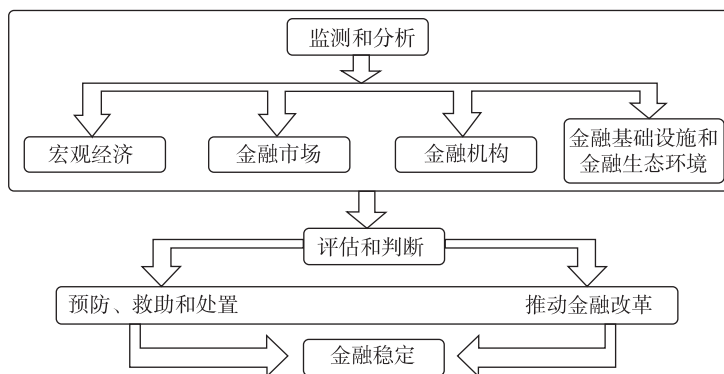 监测和分析
宏观经济
金融市场
金融机构
金融基础设施和
金融生态环境
评估和判断
预防、救助和处置
推动金融改革
金融稳定